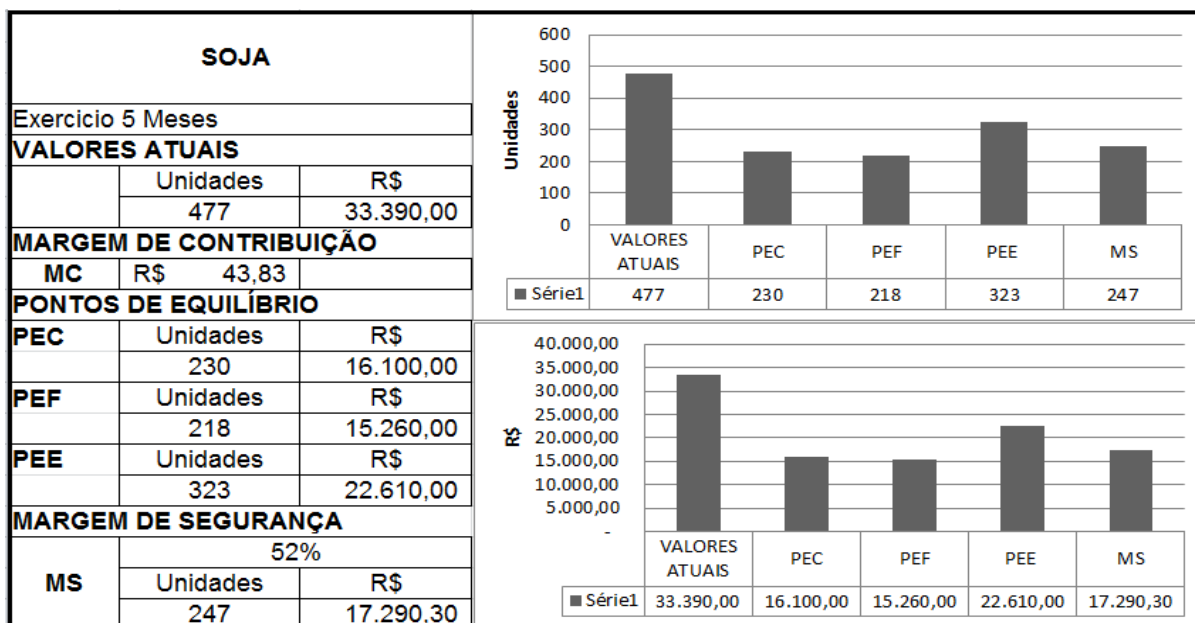 SOJA
Exercicio 5 Meses
VALORES ATUAIS
Unidades R$
477 33.390,00
MARGEM DE CONTRIBUIÇÃO
MC R$ 43,83
PONTOS DE EQUILÍBRIO
PEC Unidades R$
230 16.100,00
PEF Unidades R$
218 15.260,00
PEE Unidades R$
323 22.610,00
MARGEM DE SEGURANÇA
52%
MS Unidades R$
247 17.290,30
Unidades
600
500
400
300
200
100
0
VALORES ATUAIS PEC PEF PEE MS
Série1 477 230 218 323 247
R$
40.000,00
35.000,00
30.000,00
25.000,00
20.000,00
15.000,00
10.000,00
5.000,00
-
VALORES ATUAIS PEC PEF PEE MS
Série1 33.390,00 16.100,00 15.260,00 22.610,00 17.290,30